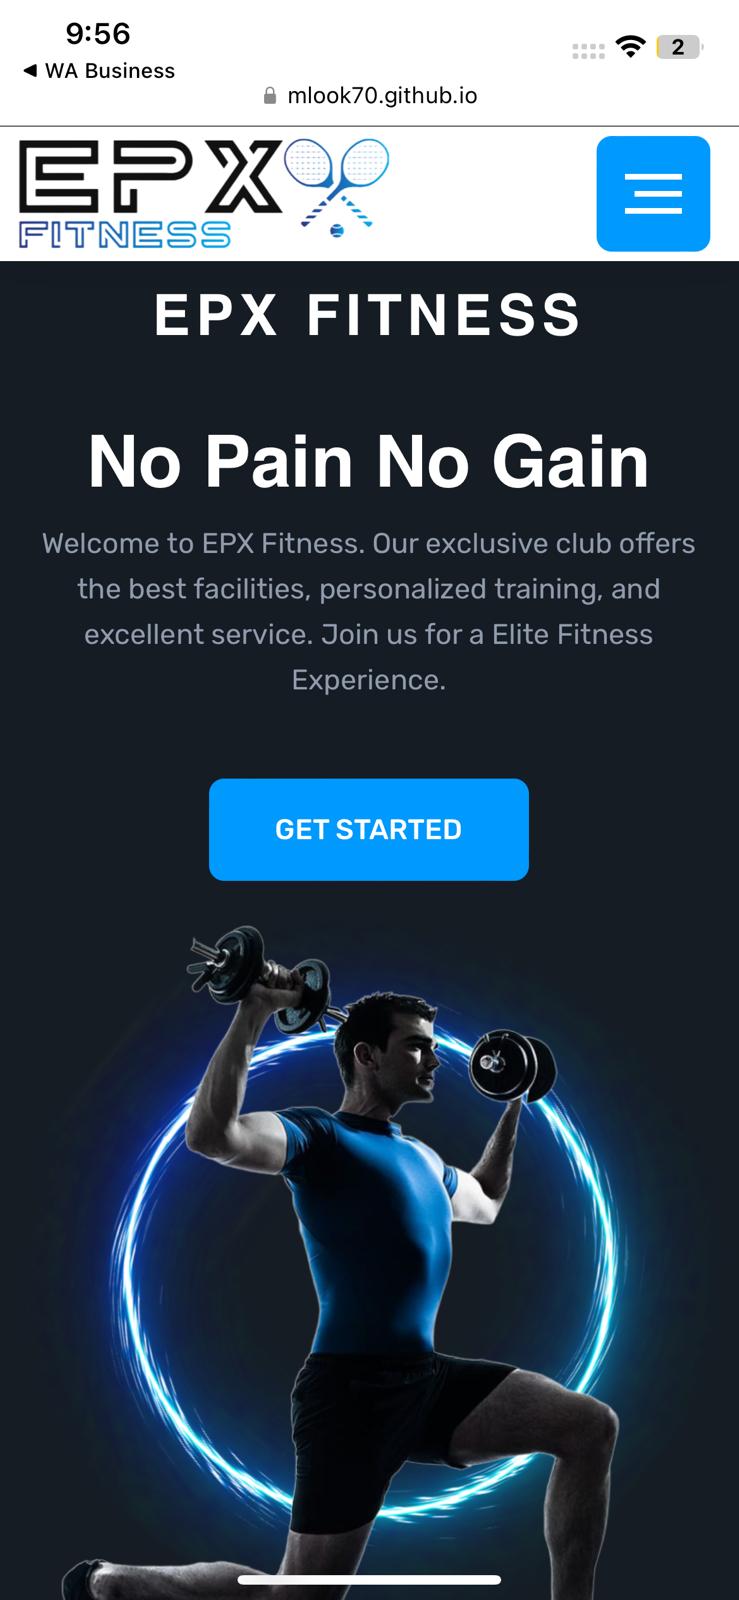 9:56
2
◀ WA Business
mlook70.github.io
EPX
FITNESS
EPX FITNESS
No Pain No Gain
Welcome to EPX Fitness. Our exclusive club offers
the best facilities, personalized training, and
excellent service. Join us for a Elite Fitness
Experience.
GET STARTED